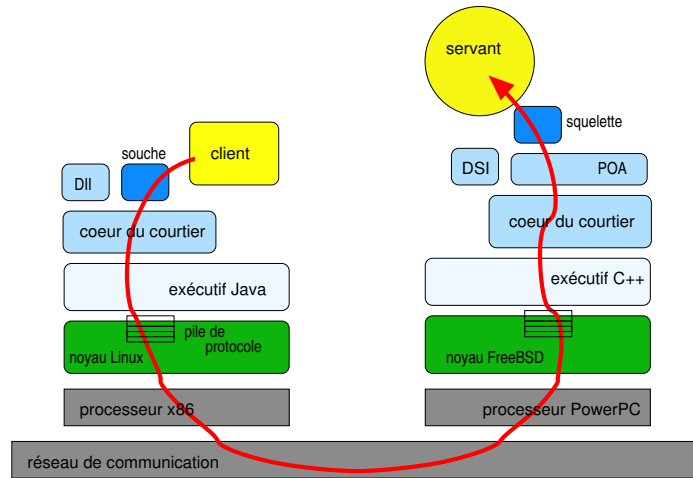 servant
squelette
souche
client
DII
DSI
POA
coeur du courtier
coeur du courtier
exécutif Java
exécutif C++
pile de
protocole
noyau Linux
noyau FreeBSD
processeur x86
processeur PowerPC
réseau de communication